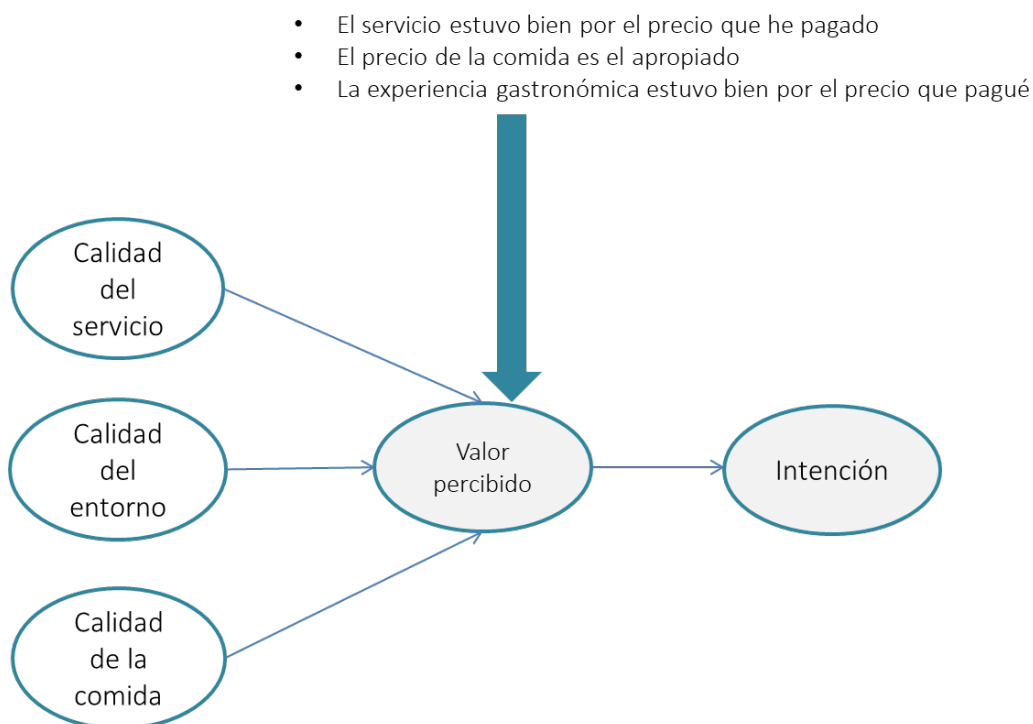 • El servicio estuvo bien por el precio que he pagado
• El precio de la comida es el apropiado
• La experiencia gastronómica estuvo bien por el precio que pagué
Calidad
del
servicio
Calidad
del
entorno
Valor
percibido
Intención
Calidad
de la
comida